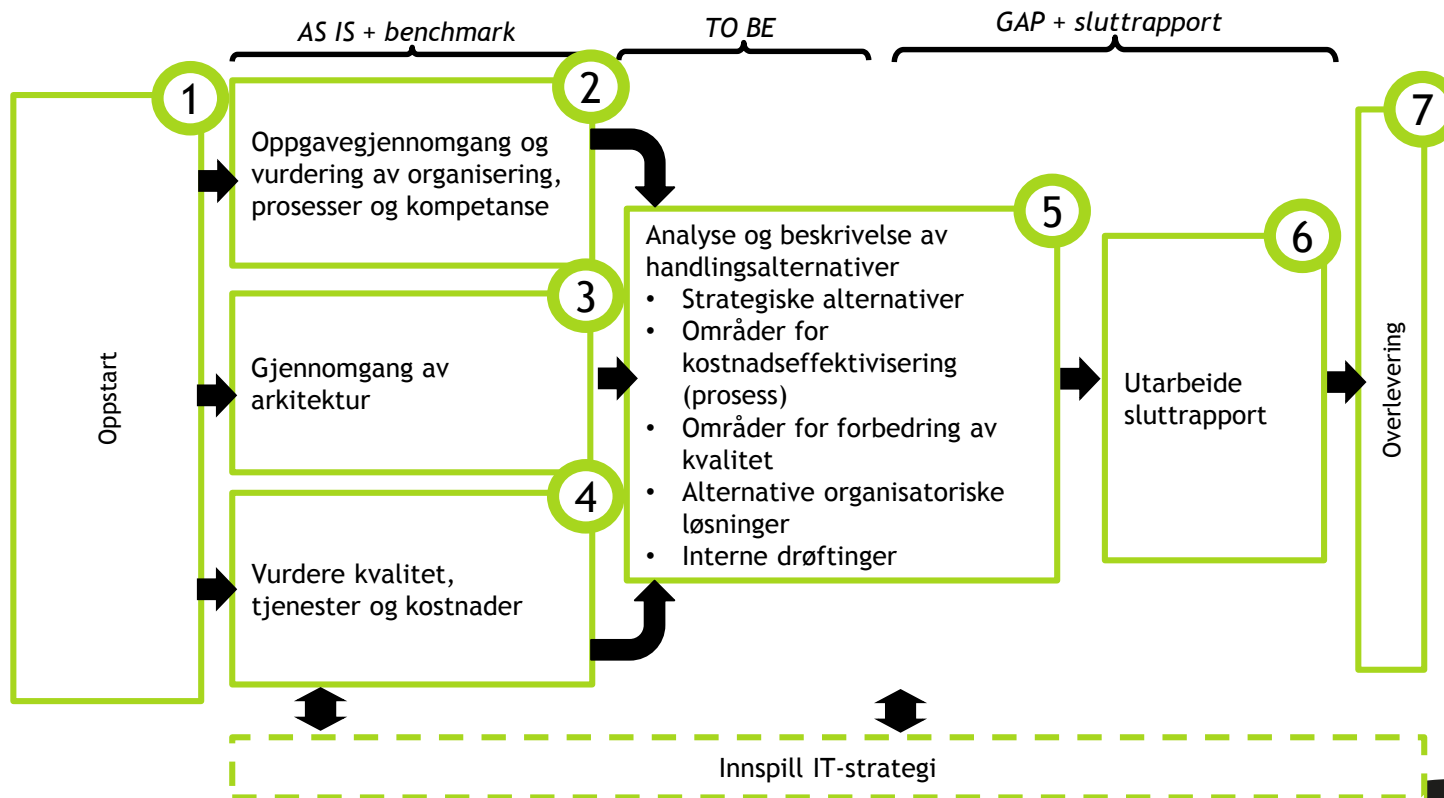 AS IS + benchmark
TO BE
GAP + sluttrapport
1
Oppstart
2
Oppgavegjennomgang og
vurdering av organisering,
prosesser og kompetanse
3
Gjennomgang av
arkitektur
4
Vurdere kvalitet,
tjenester og kostnader
5
Analyse og beskrivelse av
handlingsalternativer
• Strategiske alternativer
• Områder for
kostnadseffektivisering
(prosess)
• Områder for forbedring av
kvalitet
• Alternative organisatoriske
løsninger
• Interne drøftinger
6
Utarbeide
sluttrapport
7
Overlevering
Innspill IT-strategi